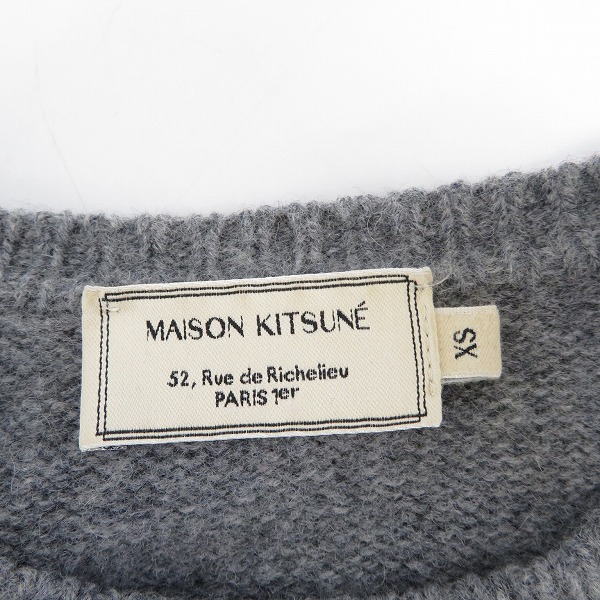 MAISON KITSUNÉ
52, Rue de Richelieu
PARIS 1er
XS